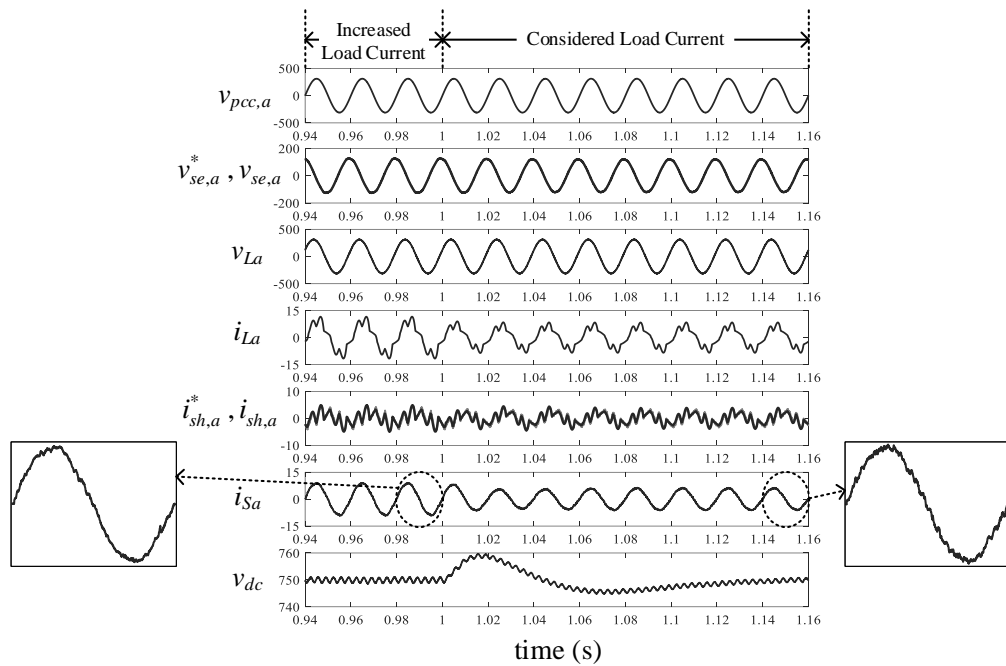 Increased
Load Current
Considered Load Current
v_{pcc,a}
500
0
-500
0.94 0.96 0.98 1 1.02 1.04 1.06 1.08 1.1 1.12 1.14 1.16
v^*_{se,a} , v_{se,a}
200
0
200
0.94 0.96 0.98 1 1.02 1.04 1.06 1.08 1.1 1.12 1.14 1.16
v_{La}
500
0
-500
0.94 0.96 0.98 1 1.02 1.04 1.06 1.08 1.1 1.12 1.14 1.16
i_{La}
15
0
-15
0.94 0.96 0.98 1 1.02 1.04 1.06 1.08 1.1 1.12 1.14 1.16
i^*_{sh,a} , i_{sh,a}
10
0
-10
0.94 0.96 0.98 1 1.02 1.04 1.06 1.08 1.1 1.12 1.14 1.16
i_{Sa}
15
0
-15
0.94 0.96 0.98 1 1.02 1.04 1.06 1.08 1.1 1.12 1.14 1.16
v_{dc}
760
750
740
0.94 0.96 0.98 1 1.02 1.04 1.06 1.08 1.1 1.12 1.14 1.16
time (s)